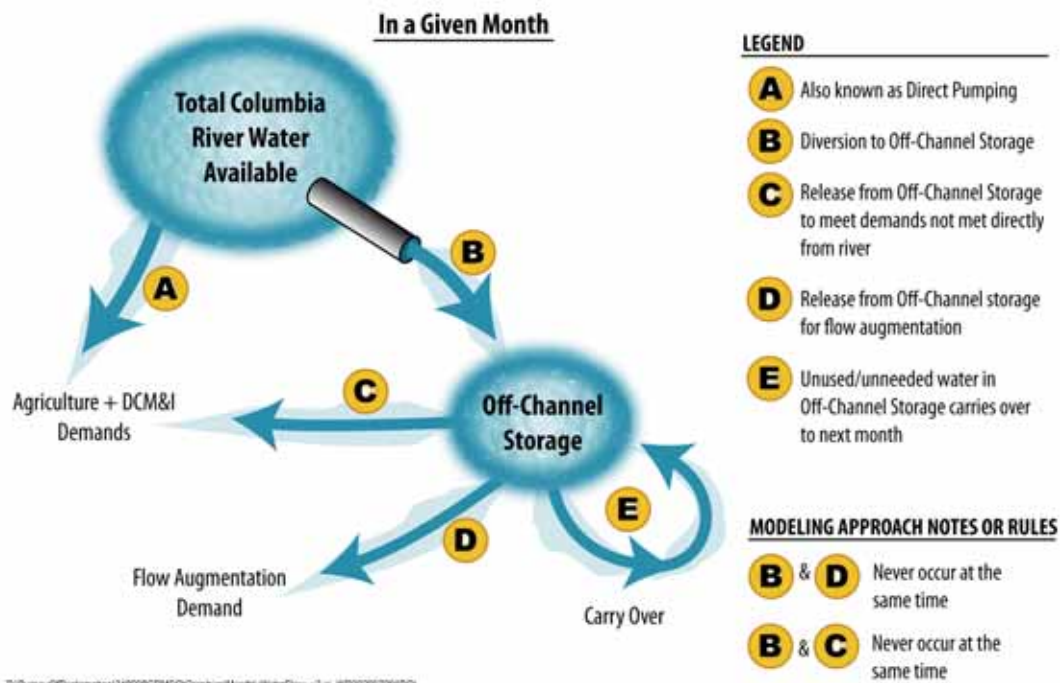 In a Given Month
Total Columbia
River Water
Available
A
B
C
Agriculture + DCM&I
Demands
Off-Channel
Storage
D
E
Flow Augmentation
Demand
Carry Over
LEGEND
A Also known as Direct Pumping
B Diversion to Off-Channel Storage
C Release from Off-Channel Storage
to meet demands not met directly
from river
D Release from Off-Channel storage
for flow augmentation
E Unused/unneeded water in
Off-Channel Storage carries over
to next month
MODELING APPROACH NOTES OR RULES
B & D Never occur at the
same time
B & C Never occur at the
same time